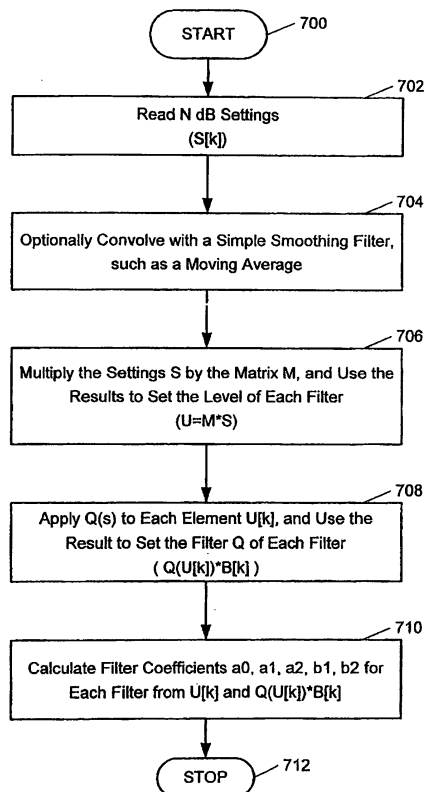 START
700
702
Read N dB Settings
(S[k])
704
Optionally Convolve with a Simple Smoothing Filter,
such as a Moving Average
706
Multiply the Settings S by the Matrix M, and Use the
Results to Set the Level of Each Filter
(U=M*S)
708
Apply Q(s) to Each Element U[k], and Use the
Result to Set the Filter Q of Each Filter
( Q(U[k])*B[k] )
710
Calculate Filter Coefficients a0, a1, a2, b1, b2 for
Each Filter from U[k] and Q(U[k])*B[k]
STOP
712